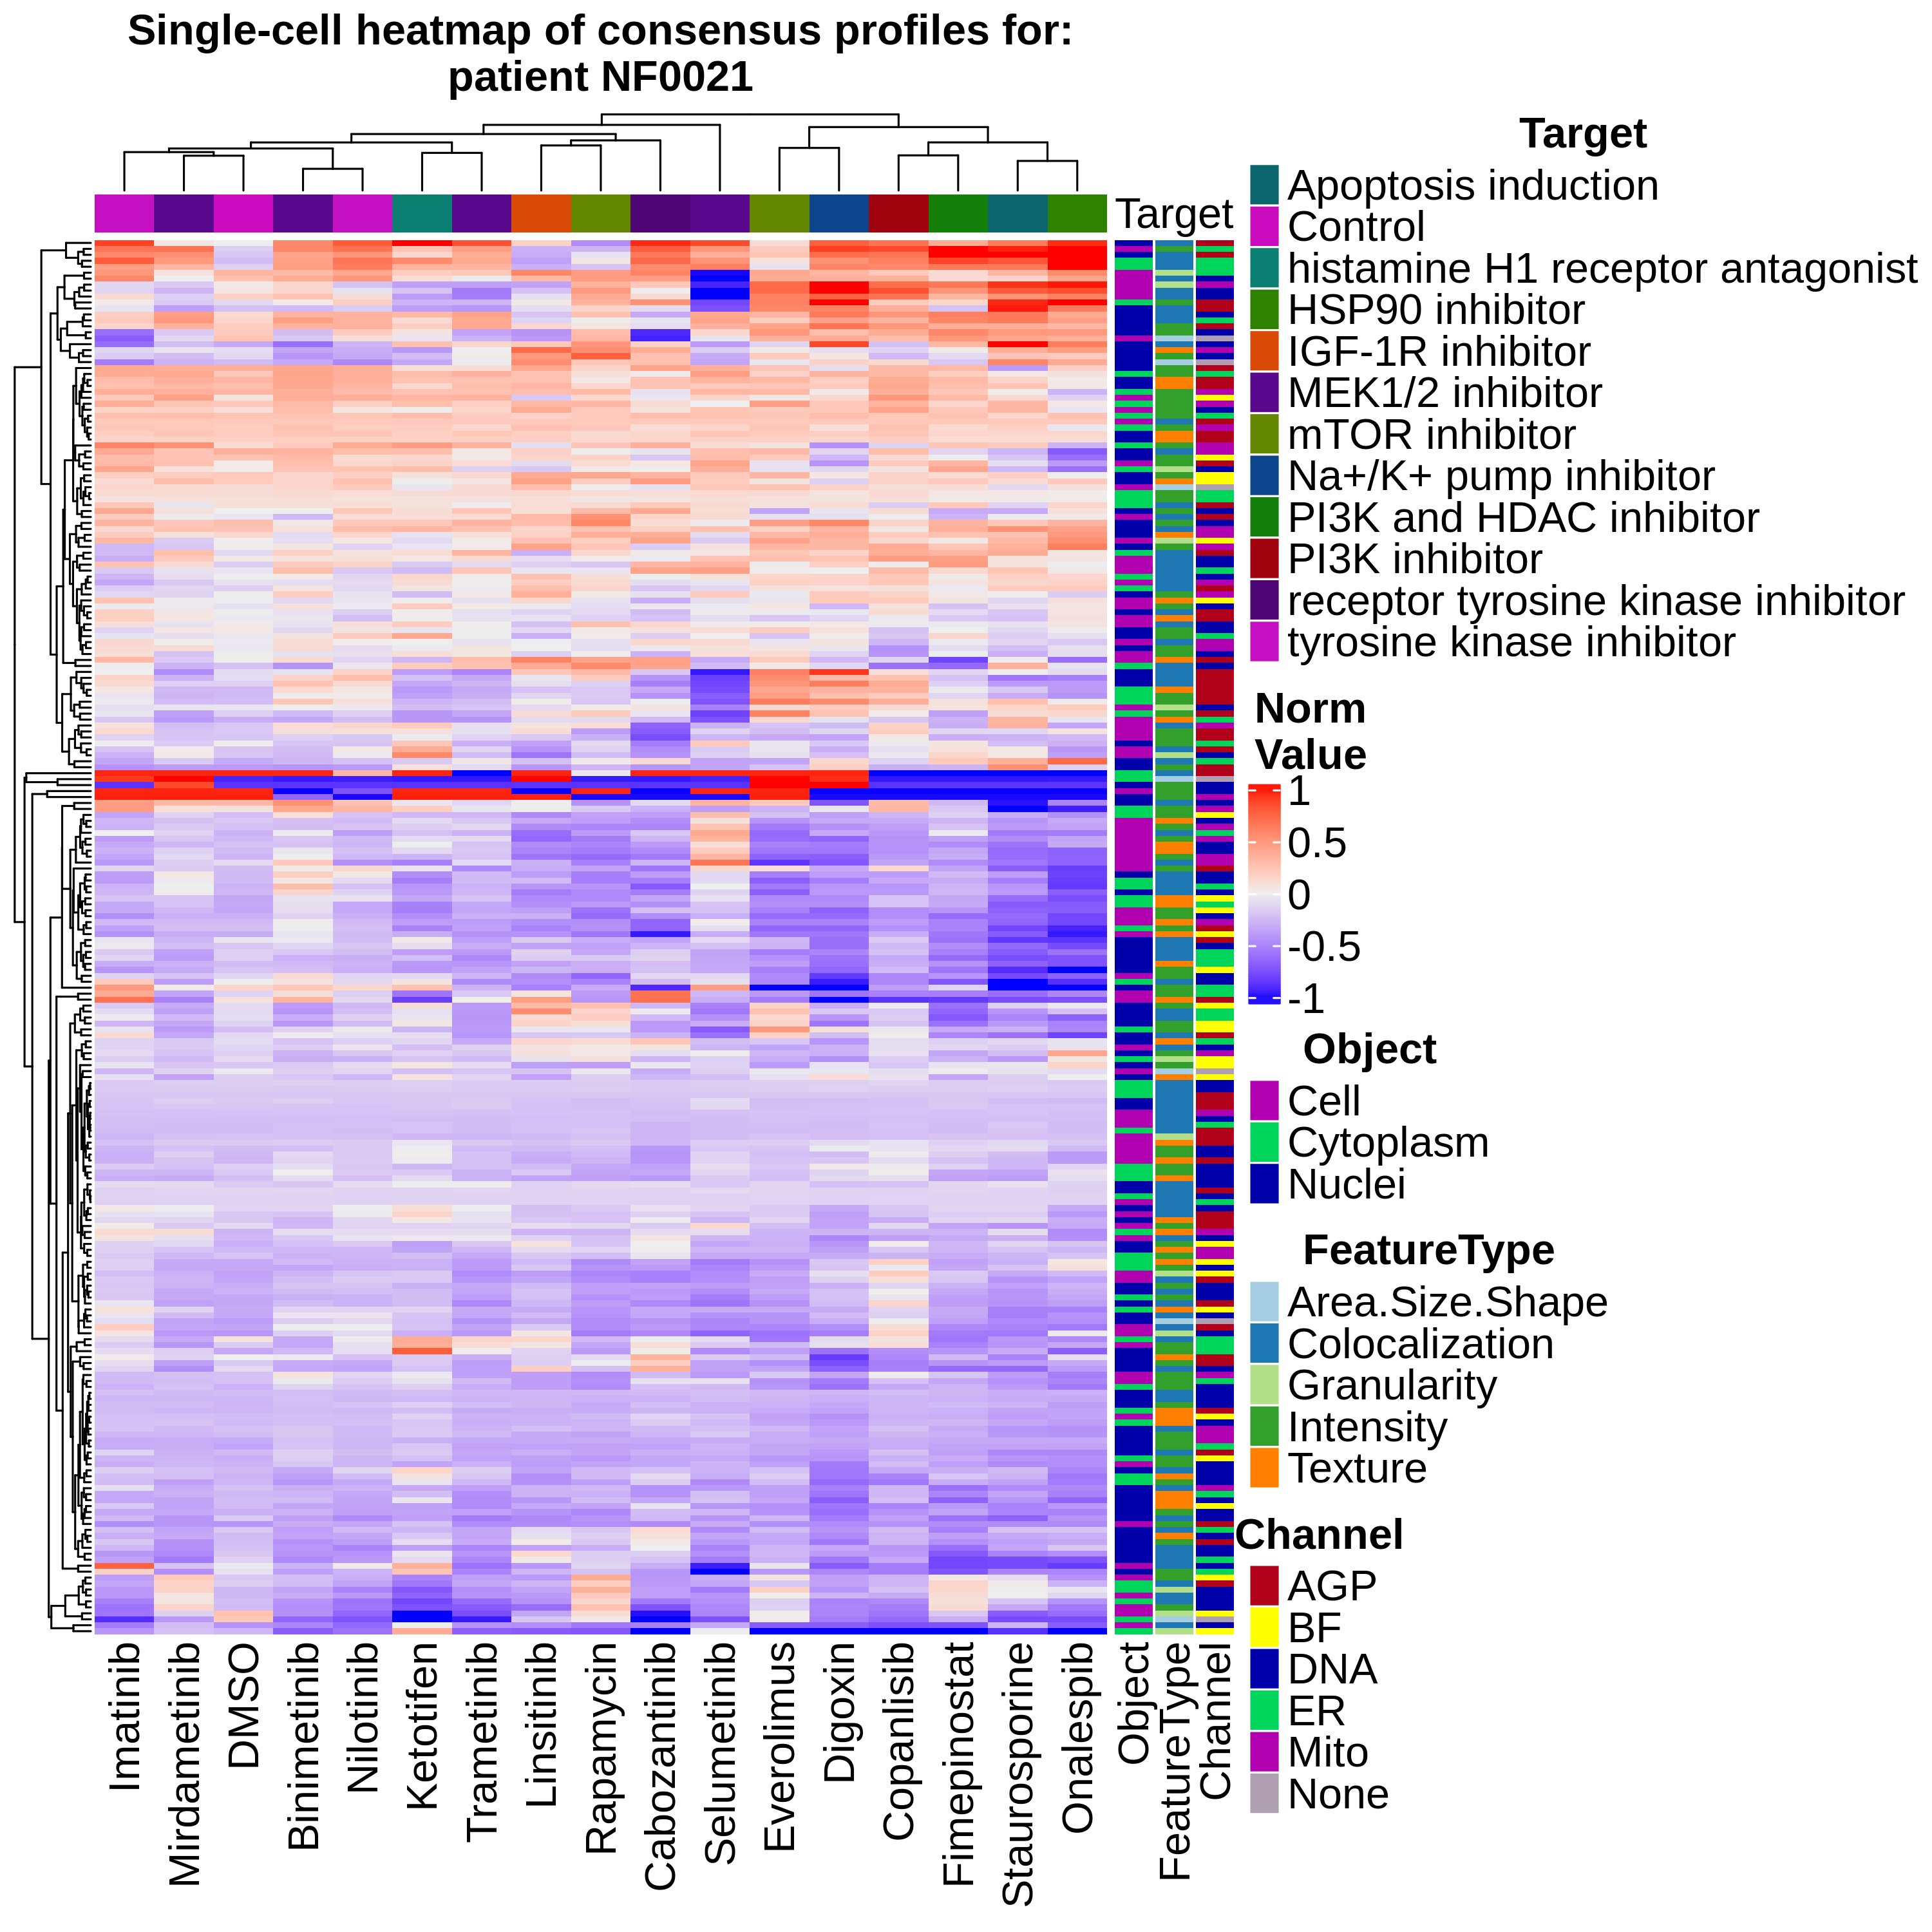 Single-cell heatmap of consensus profiles for:
patient NF0021
Target
Target
Apoptosis induction
Control
histamine H1 receptor antagonist
HSP90 inhibitor
IGF-1R inhibitor
MEK1/2 inhibitor
mTOR inhibitor
Na+/K+ pump inhibitor
PI3K and HDAC inhibitor
PI3K inhibitor
receptor tyrosine kinase inhibitor
tyrosine kinase inhibitor
Norm
Value
1
0.5
0
-0.5
-1
Object
Cell
Cytoplasm
Nuclei
FeatureType
Area.Size.Shape
Colocalization
Granularity
Intensity
Texture
Channel
AGP
BF
DNA
ER
Mito
None
Imatinib
Mirdametinib
DMSO
Binimetinib
Nilotinib
Ketotifen
Trametinib
Linsitinib
Rapamycin
Cabozantinib
Selumetinib
Everolimus
Digoxin
Copanlisib
Fimepinostat
Staurosporine
Onalespib
Object
FeatureType
Channel